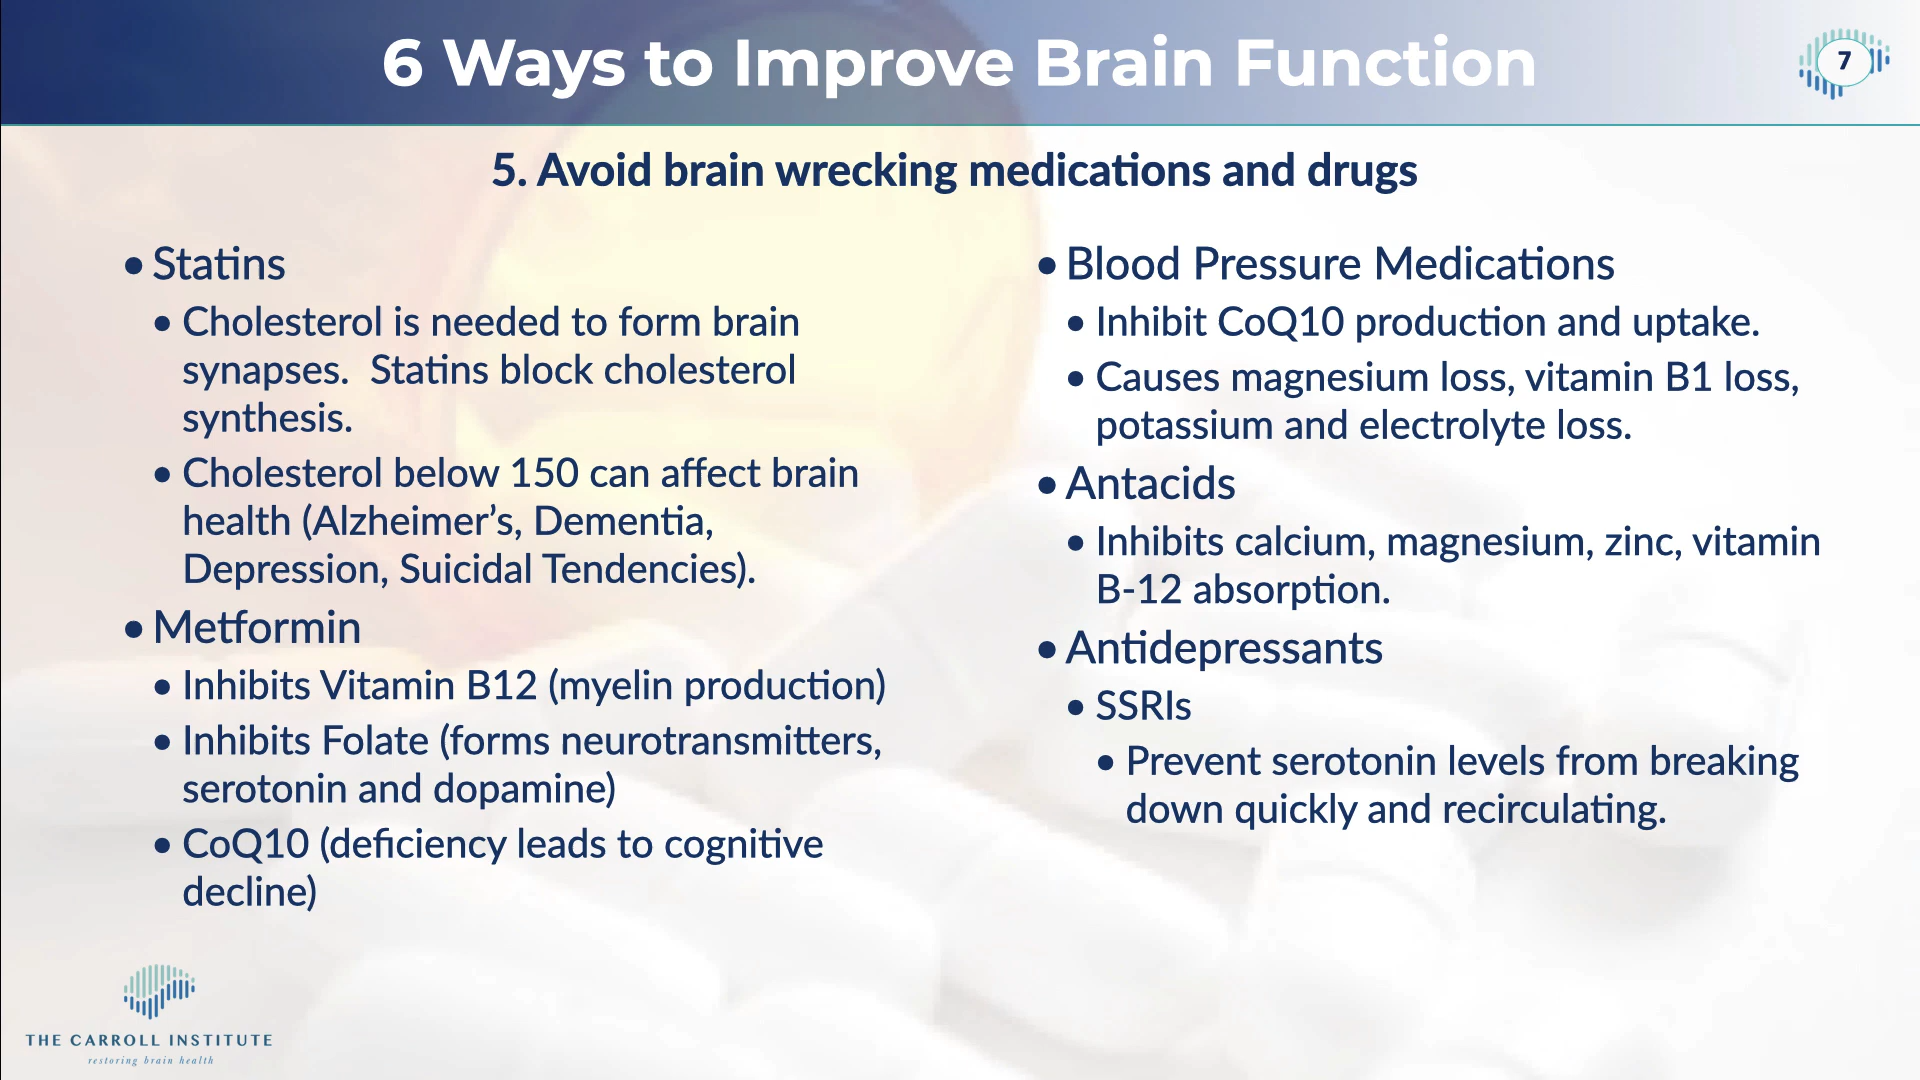 6 Ways to Improve Brain Function
7
5. Avoid brain wrecking medications and drugs
• Statins
• Cholesterol is needed to form brain
synapses.  Statins block cholesterol
synthesis.
• Cholesterol below 150 can affect brain
health (Alzheimer’s, Dementia,
Depression, Suicidal Tendencies).
• Metformin
• Inhibits Vitamin B12 (myelin production)
• Inhibits Folate (forms neurotransmitters,
serotonin and dopamine)
• CoQ10 (deficiency leads to cognitive
decline)
• Blood Pressure Medications
• Inhibit CoQ10 production and uptake.
• Causes magnesium loss, vitamin B1 loss,
potassium and electrolyte loss.
• Antacids
• Inhibits calcium, magnesium, zinc, vitamin
B-12 absorption.
• Antidepressants
• SSRIs
• Prevent serotonin levels from breaking
down quickly and recirculating.
THE CARROLL INSTITUTE
restoring brain health